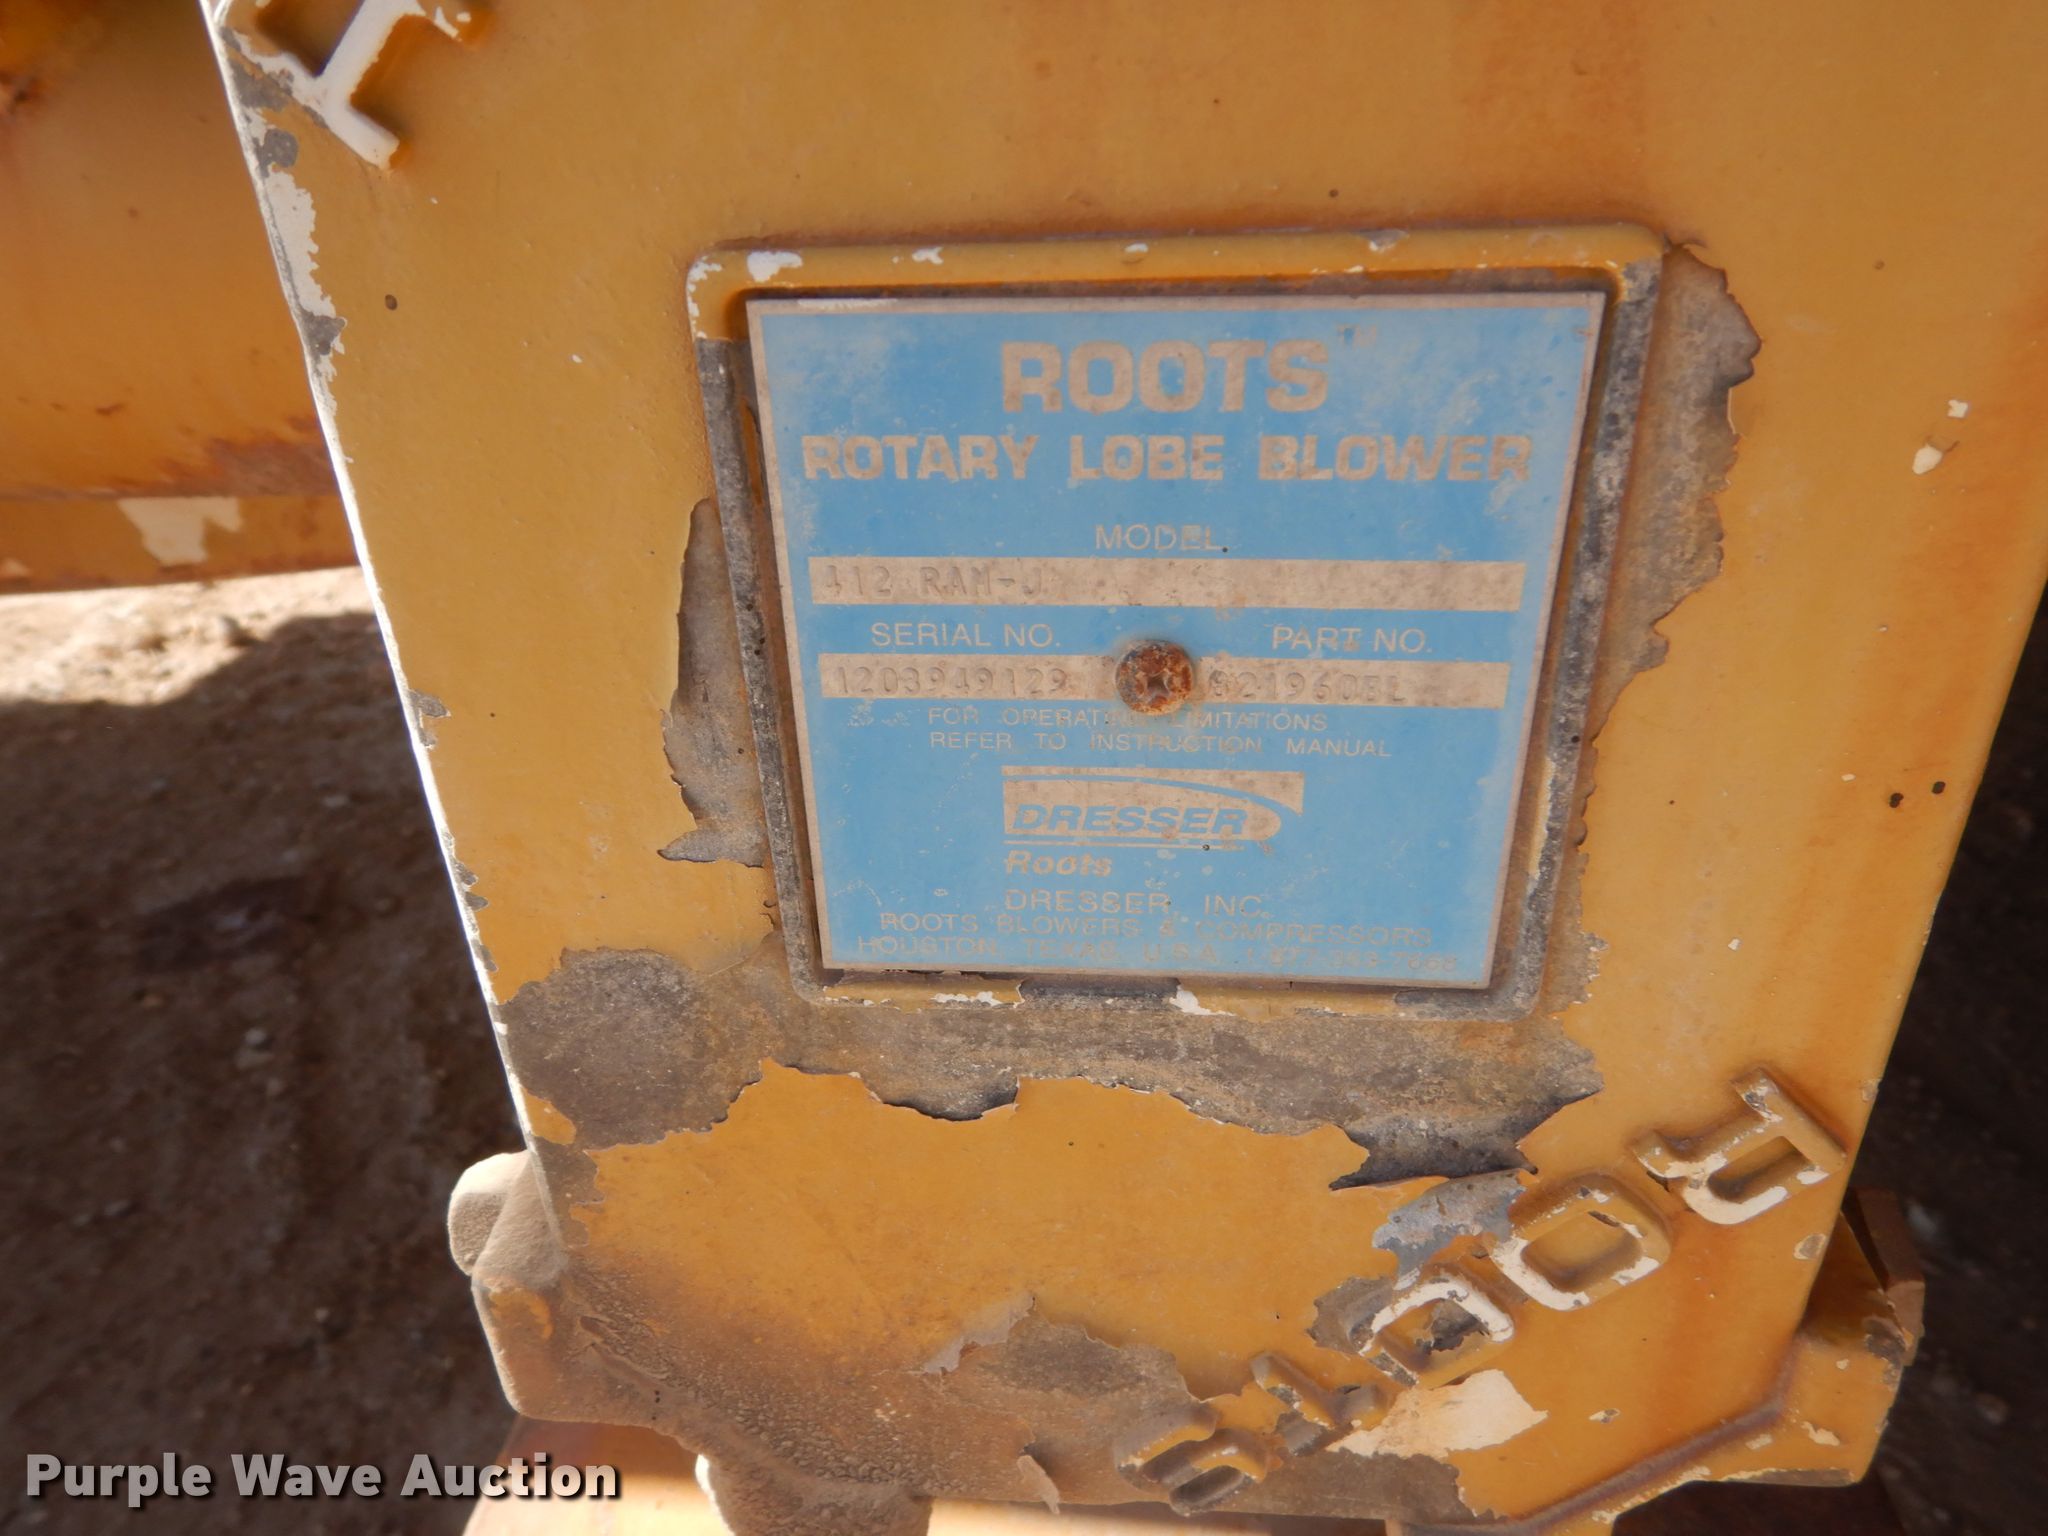 ROOTS™
ROTARY LOBE BLOWER
MODEL
412 RAM-J
SERIAL NO. PART NO.
1203949129
FOR OPERATING LIMITATIONS
REFER TO INSTRUCTION MANUAL
DRESSER
Roots
DRESSER, INC.
ROOTS BLOWERS & COMPRESSORS
HOUSTON, TEXAS, U.S.A.
ROOTS
Purple Wave Auction